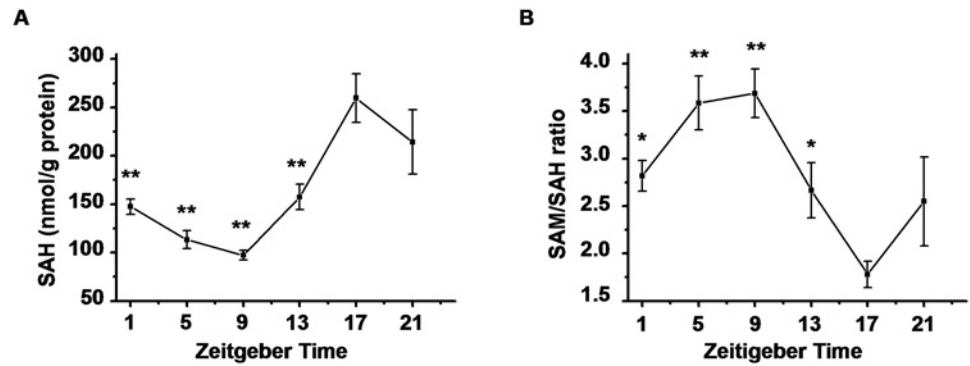 A
SAH (nmol/g protein)
300
250
200
150
100
50
**
**
**
**
1 5 9 13 17 21
Zeitgeber Time
B
SAM/SAH ratio
4.0
3.5
3.0
2.5
2.0
1.5
*
**
**
*
1 5 9 13 17 21
Zeitigeber Time